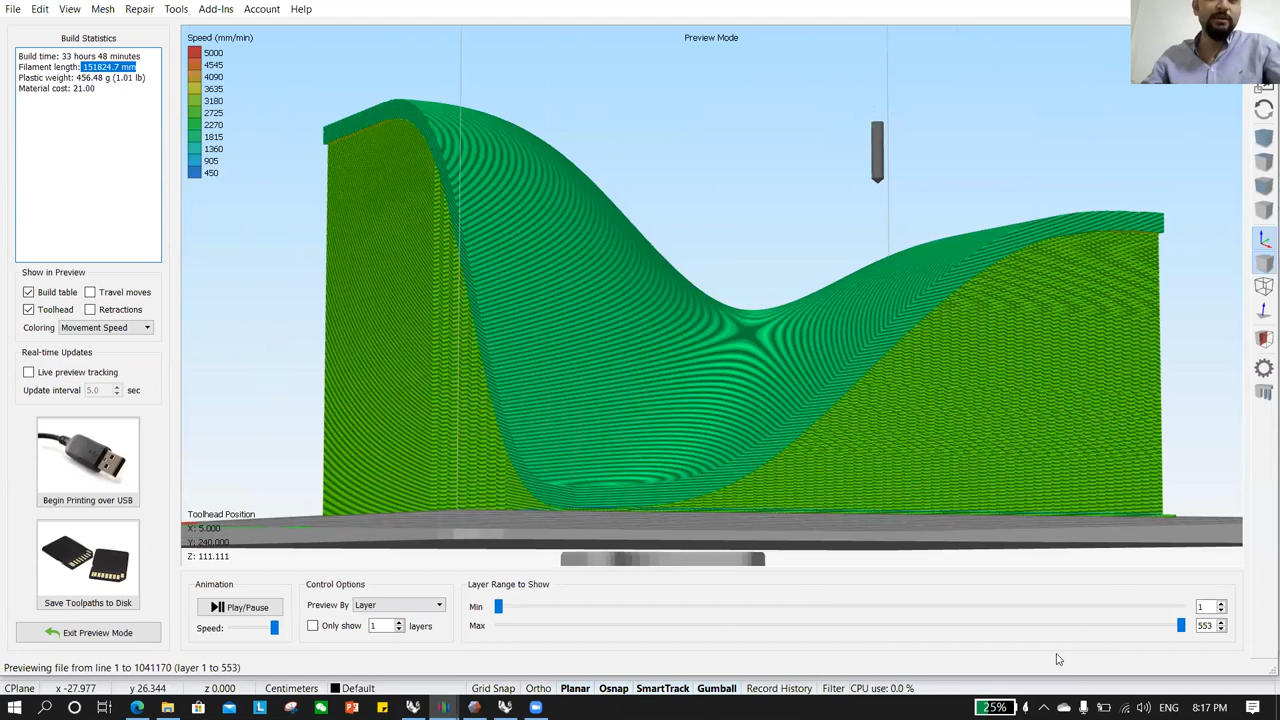 File Edit View Mesh Repair Tools Add-Ins Account Help
Build Statistics
Build time: 33 hours 48 minutes
Filament length: 151824.7 mm
Plastic weight: 456.48 g (1.01 lb)
Material cost: 21.00
Speed (mm/min)
5000
4545
4090
3635
3180
2725
2270
1815
1360
905
450
Preview Mode
Show in Preview
Build table Travel moves
Toolhead Retractions
Coloring Movement Speed
Real-time Updates
Live preview tracking
Update interval 5.0 sec
Begin Printing over USB
Save Toolpaths to Disk
Exit Preview Mode
Toolhead Position
X: 5.000
Y: 240.000
Z: 111.111
Animation
Play/Pause
Speed:
Control Options
Preview By Layer
Only show 1 layers
Layer Range to Show
Min 1
Max 553
Previewing file from line 1 to 1041170 (layer 1 to 553)
CPlane x -27.977 y 26.344 z 0.000 Centimeters Default Grid Snap Ortho Planar Osnap SmartTrack Gumball Record History Filter CPU use: 0.0 %
25% ENG 8:17 PM